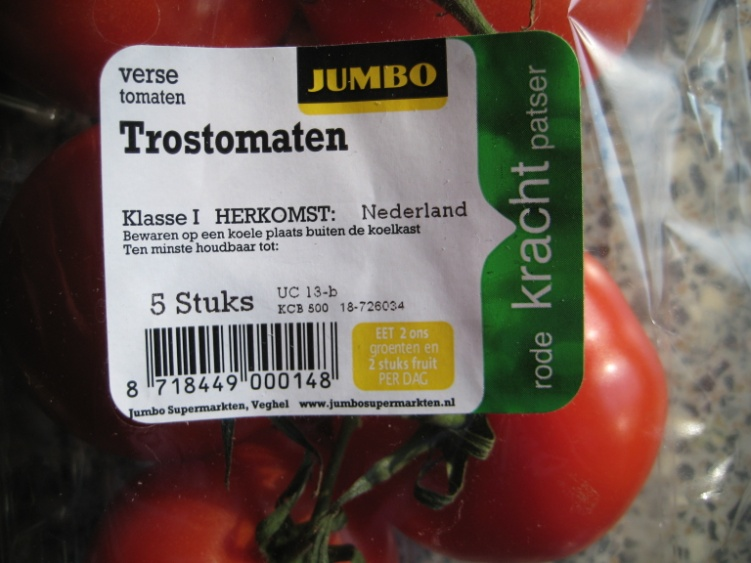 verse
tomaten
JUMBO
Trostomaten
Klasse I HERKOMST: Nederland
Bewaren op een koele plaats buiten de koelkast
Ten minste houdbaar tot:
5 Stuks
UC 13-b
KCB 500 18-726034
EET 2 ons
groenten en
2 stuks fruit
PER DAG
8 718449 000148
Jumbo Supermarkten, Veghel www.jumbosupermarkten.nl
rode kracht patser